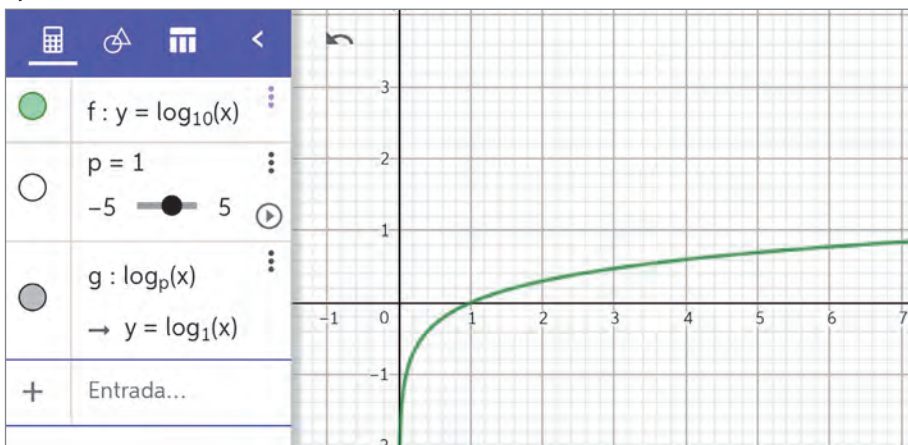 f : y = log₁₀(x)
p = 1
−5 5
g : logₚ(x)
→ y = log₁(x)
+ Entrada...
3
2
1
−1 0 1 2 3 4 5 6 7
−1
2